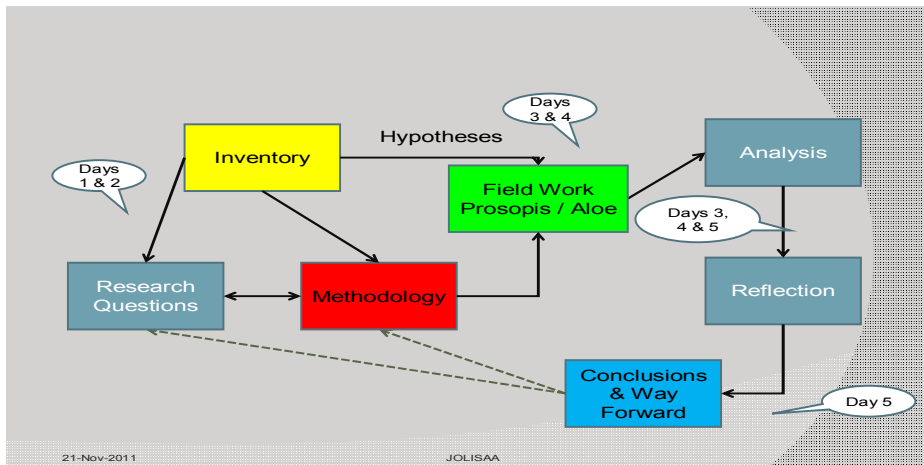 Days
3 & 4
Hypotheses
Inventory
Analysis
Days
1 & 2
Field Work
Prosopis / Aloe
Days 3,
4 & 5
Research
Questions
Methodology
Reflection
Conclusions
& Way
Forward
Day 5
21-Nov-2011
JOLISAA